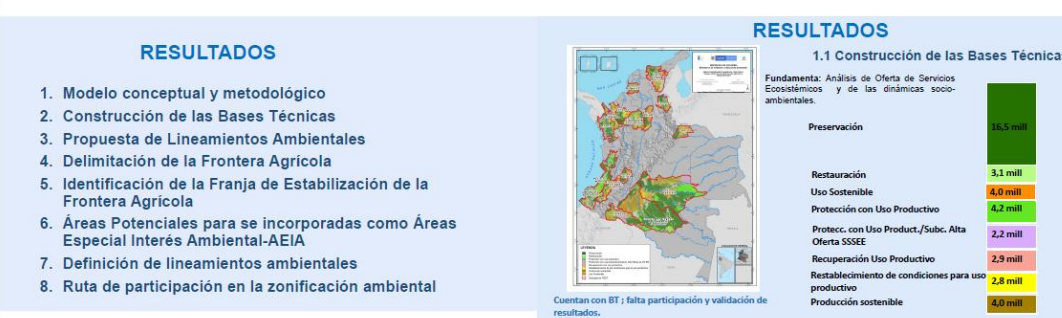 RESULTADOS
1. Modelo conceptual y metodológico
2. Construcción de las Bases Técnicas
3. Propuesta de Lineamientos Ambientales
4. Delimitación de la Frontera Agrícola
5. Identificación de la Franja de Estabilización de la
Frontera Agrícola
6. Áreas Potenciales para se incorporadas como Áreas
Especial Interés Ambiental-AEIA
7. Definición de lineamientos ambientales
8. Ruta de participación en la zonificación ambiental
RESULTADOS
1.1 Construcción de las Bases Técnica
Fundamenta: Análisis de Oferta de Servicios
Ecosistémicos y de las dinámicas socio-
ambientales.
Preservación
16,5 mill
Restauración
3,1 mill
Uso Sostenible
4,0 mill
Protección con Uso Productivo
4,2 mill
Protecc. con Uso Product./Subc. Alta
Oferta SSSEE
2,2 mill
Recuperación Uso Productivo
2,9 mill
Restablecimiento de condiciones para uso
productivo
2,8 mill
Producción sostenible
4,0 mill
Cuentan con BT ; falta participación y validación de
resultados.